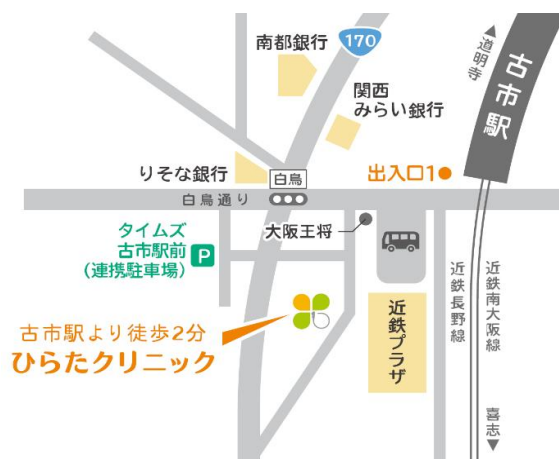 南都銀行
170
関西
みらい銀行
▲道明寺
古市駅
りそな銀行
白鳥
出入口1
白鳥通り
大阪王将
タイムズ
古市駅前
(連携駐車場)
P
近鉄プラザ
近鉄長野線
近鉄南大阪線
古市駅より徒歩2分
ひらたクリニック
喜志▼